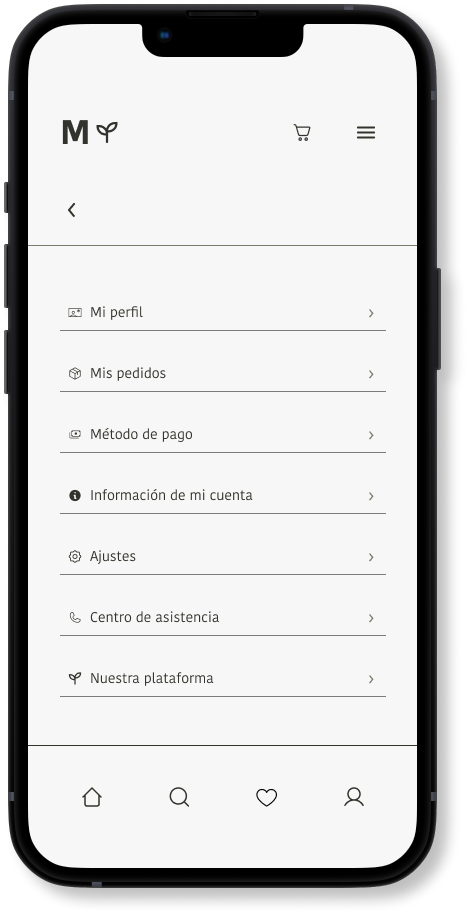 M
Mi perfil
Mis pedidos
Método de pago
Información de mi cuenta
Ajustes
Centro de asistencia
Nuestra plataforma